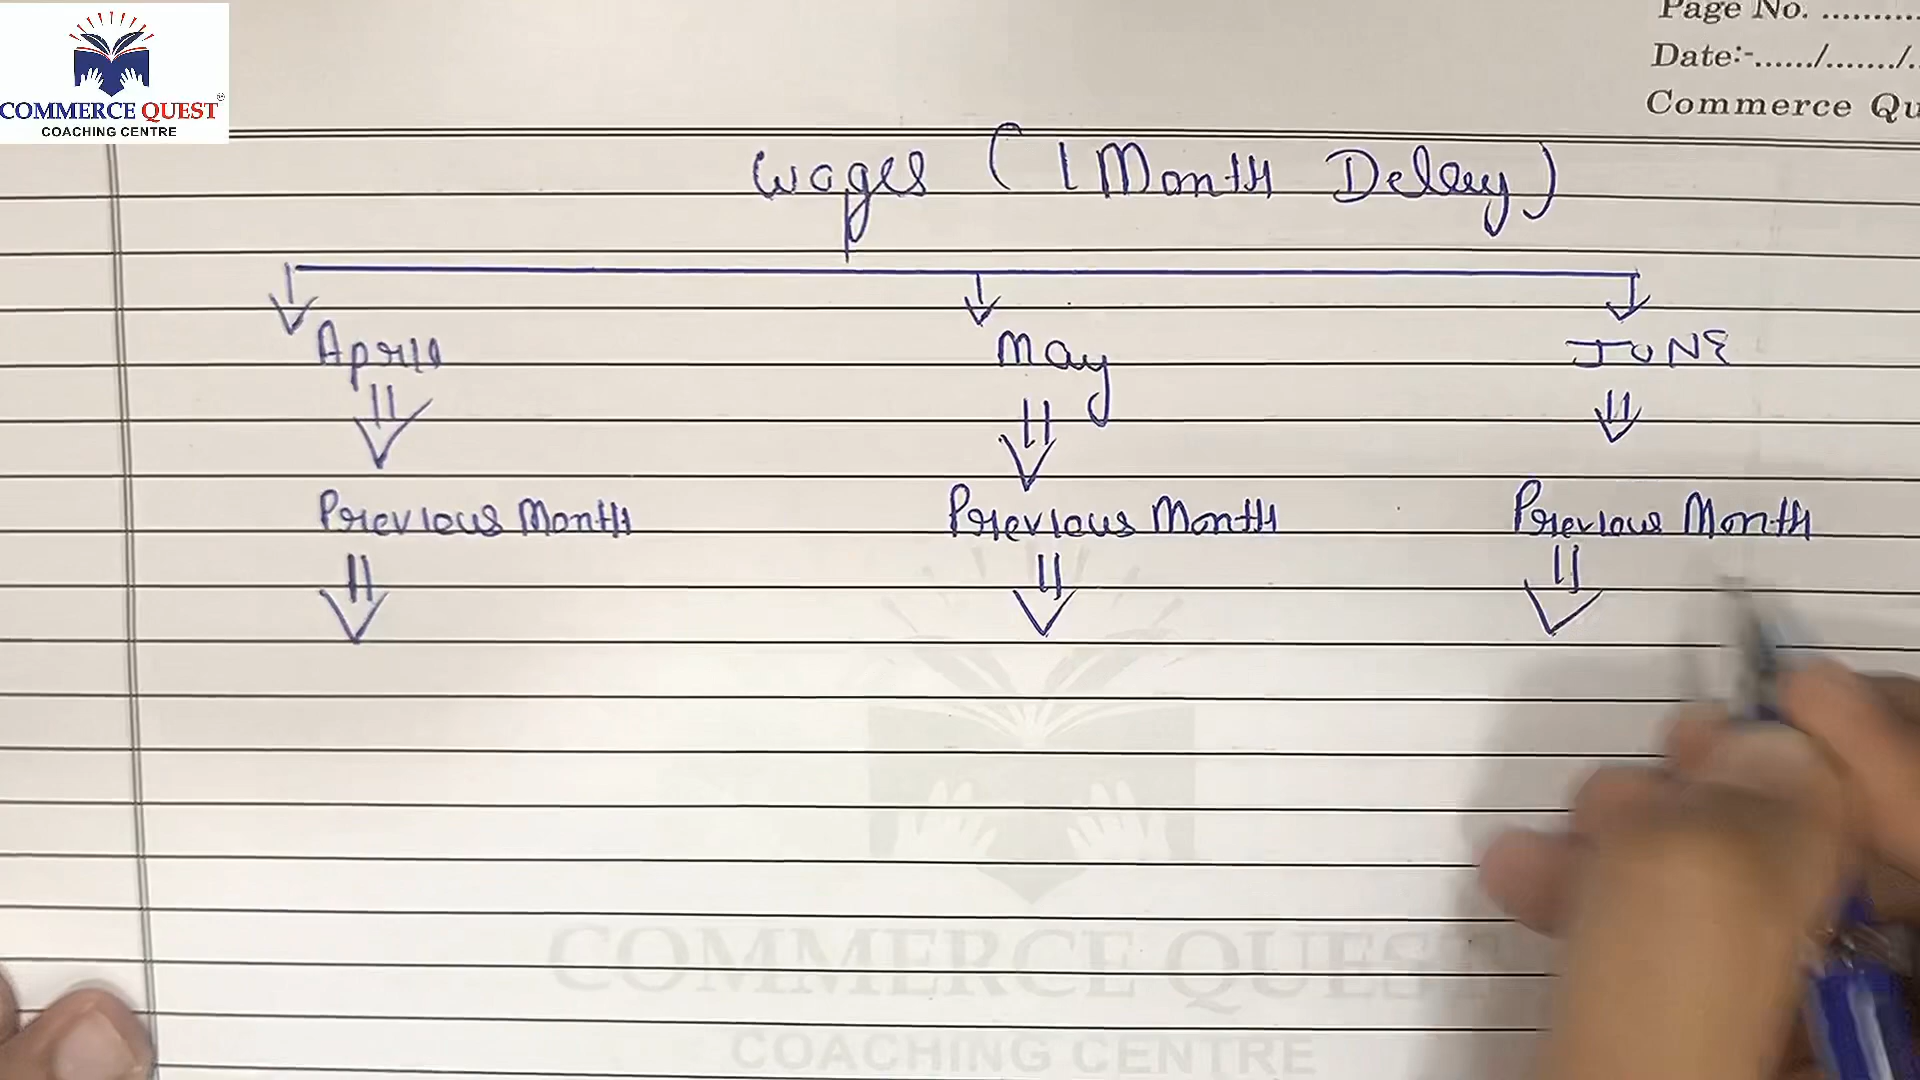 COMMERCE QUEST
COACHING CENTRE
Page No. ..........
Date:-....../......./..
Commerce Qu
Wages (1 Month Delay)
April May JUNE
Previous Month Previous Month Previous Month
COMMERCE QUEST
COACHING CENTRE